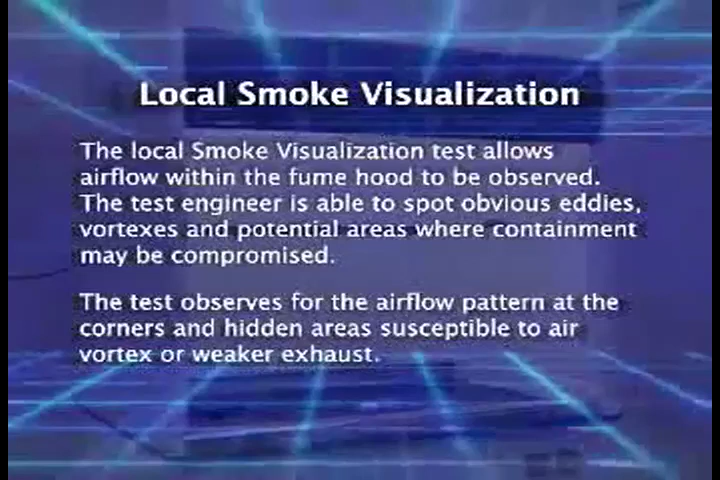 Local Smoke Visualization
The local Smoke Visualization test allows
airflow within the fume hood to be observed.
The test engineer is able to spot obvious eddies,
vortexes and potential areas where containment
may be compromised.
The test observes for the airflow pattern at the
corners and hidden areas susceptible to air
vortex or weaker exhaust.